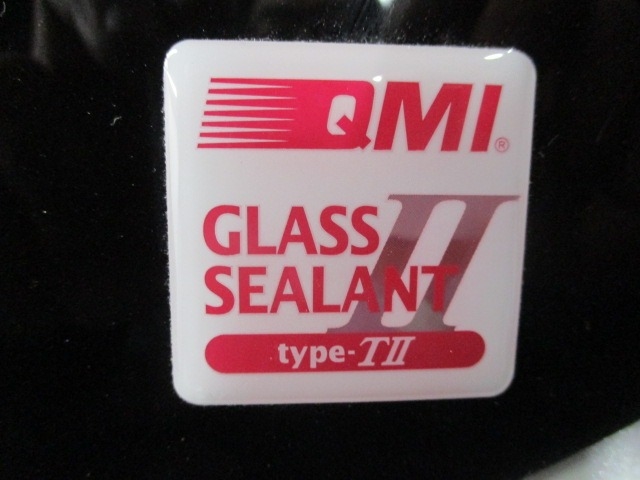 QMI®
GLASS
SEALANT II
type-TII